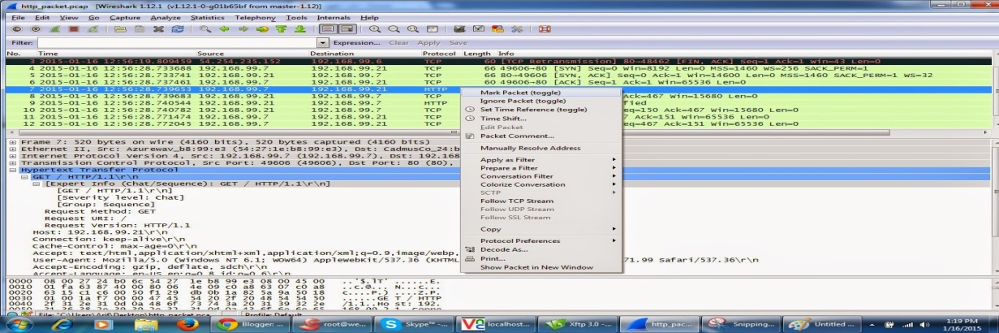 http_packet.pcap [Wireshark 1.12.1 (v1.12.1-0-g01b65bf from master-1.12)]
File Edit View Go Capture Analyze Statistics Telephony Tools Internals Help
Filter: Expression... Clear Apply Save
No. Time Source Destination Protocol Length Info
3 2015-01-16 12:56:19.809459 54.254.235.152 192.168.99.6 TCP 60 [TCP Retransmission] 80→48462 [FIN, ACK] Seq=1 Ack=1 Win=43 Len=0
4 2015-01-16 12:56:28.733688 192.168.99.7 192.168.99.21 TCP 66 49606→80 [SYN] Seq=0 Win=8192 Len=0 MSS=1460 WS=256 SACK_PERM=1
5 2015-01-16 12:56:28.733741 192.168.99.21 192.168.99.7 TCP 66 80→49606 [SYN, ACK] Seq=0 Ack=1 Win=14600 Len=0 MSS=1460 SACK_PERM=1 WS=32
6 2015-01-16 12:56:28.737461 192.168.99.7 192.168.99.21 TCP 60 49606→80 [ACK] Seq=1 Ack=1 Win=65536 Len=0
7 2015-01-16 12:56:28.739653 192.168.99.7 192.168.99.21 HTTP
8 2015-01-16 12:56:28.739683 192.168.99.21 192.168.99.7 TCP Ack=467 Win=15680 Len=0
9 2015-01-16 12:56:28.740544 192.168.99.21 192.168.99.7 HTTP fied
10 2015-01-16 12:56:28.740782 192.168.99.21 192.168.99.7 TCP eq=150 Ack=467 Win=15680 Len=0
11 2015-01-16 12:56:28.771474 192.168.99.7 192.168.99.21 TCP 7 Ack=151 Win=65536 Len=0
12 2015-01-16 12:56:28.772045 192.168.99.7 192.168.99.21 TCP eq=467 Ack=151 Win=65536 Len=0
Mark Packet (toggle)
Ignore Packet (toggle)
Set Time Reference (toggle)
Time Shift...
Edit Packet
Packet Comment...
Manually Resolve Address
Apply as Filter
Prepare a Filter
Conversation Filter
Colorize Conversation
SCTP
Follow TCP Stream
Follow UDP Stream
Follow SSL Stream
Copy
Protocol Preferences
Decode As...
Print...
Show Packet in New Window
Frame 7: 520 bytes on wire (4160 bits), 520 bytes captured (4160 bits)
Ethernet II, Src: Azurewav_b8:99:e3 (54:27:1e:b8:99:e3), Dst: CadmusCo_24:b
Internet Protocol Version 4, Src: 192.168.99.7 (192.168.99.7), Dst: 192.168
Transmission Control Protocol, Src Port: 49606 (49606), Dst Port: 80 (80),
Hypertext Transfer Protocol
GET / HTTP/1.1\r\n
[Expert Info (Chat/Sequence): GET / HTTP/1.1\r\n]
[GET / HTTP/1.1\r\n]
[Severity level: Chat]
[Group: Sequence]
Request Method: GET
Request URI: /
Request Version: HTTP/1.1
Host: 192.168.99.21\r\n
Connection: keep-alive\r\n
Cache-Control: max-age=0\r\n
Accept: text/html,application/xhtml+xml,application/xml;q=0.9,image/webp,
User-Agent: Mozilla/5.0 (Windows NT 6.1; WOW64) AppleWebKit/537.36 (KHTML 71.99 Safari/537.36\r\n
Accept-Encoding: gzip, deflate, sdch\r\n
Accept-Language: en-US,en;q=0.8,id;q=0.6\r\n
0000 08 00 27 24 b0 6c 54 27 1e b8 99 e3 08 00 45 00 ..'$.lT' ......E.
0010 01 fa 63 87 40 00 80 06 4e 09 c0 a8 63 07 c0 a8 ..c.@... N...c...
0020 63 15 c1 c6 00 50 f1 29 db 0b 1a 82 5a 9a 50 18 c....P.) ....Z.P.
0030 01 00 1a f7 00 00 47 45 54 20 2f 20 48 54 54 50 ......GE T / HTTP
0040 2f 31 2e 31 0d 0a 48 6f 73 74 3a 20 31 39 32 2e /1.1..Ho st: 192.
File: "C:\Users\Arif\Desktop\http_packet.pca Profile: Default
Blogger: ... root@we... Skype™ -... localhost... Xftp 3.0 -... http_pac... Snipping... Untitled ... 1:19 PM
1/16/2015